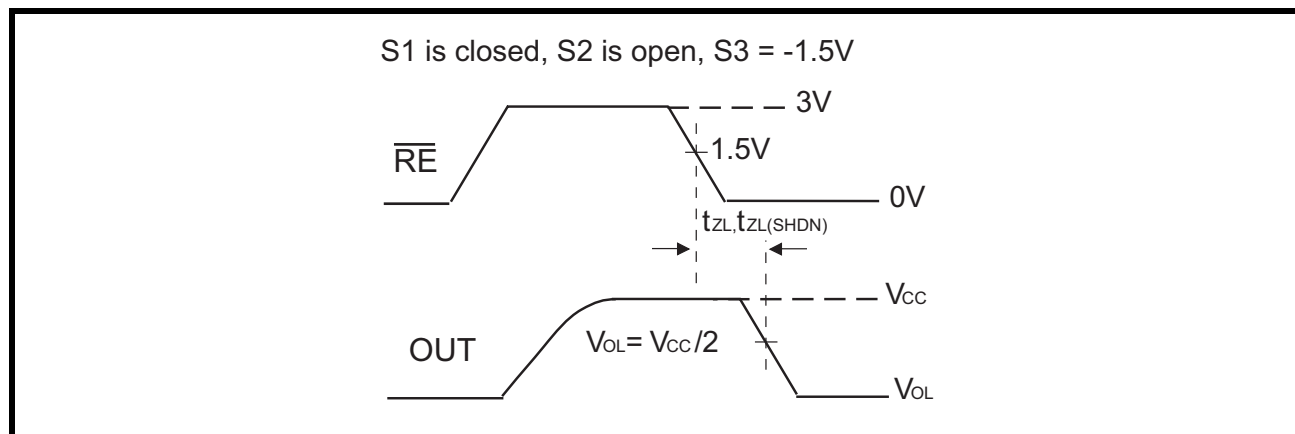 S1 is closed, S2 is open, S3 = -1.5V
3V
RE
1.5V
0V
tZL,tZL(SHDN)
VCC
OUT
VOL= VCC/2
VOL